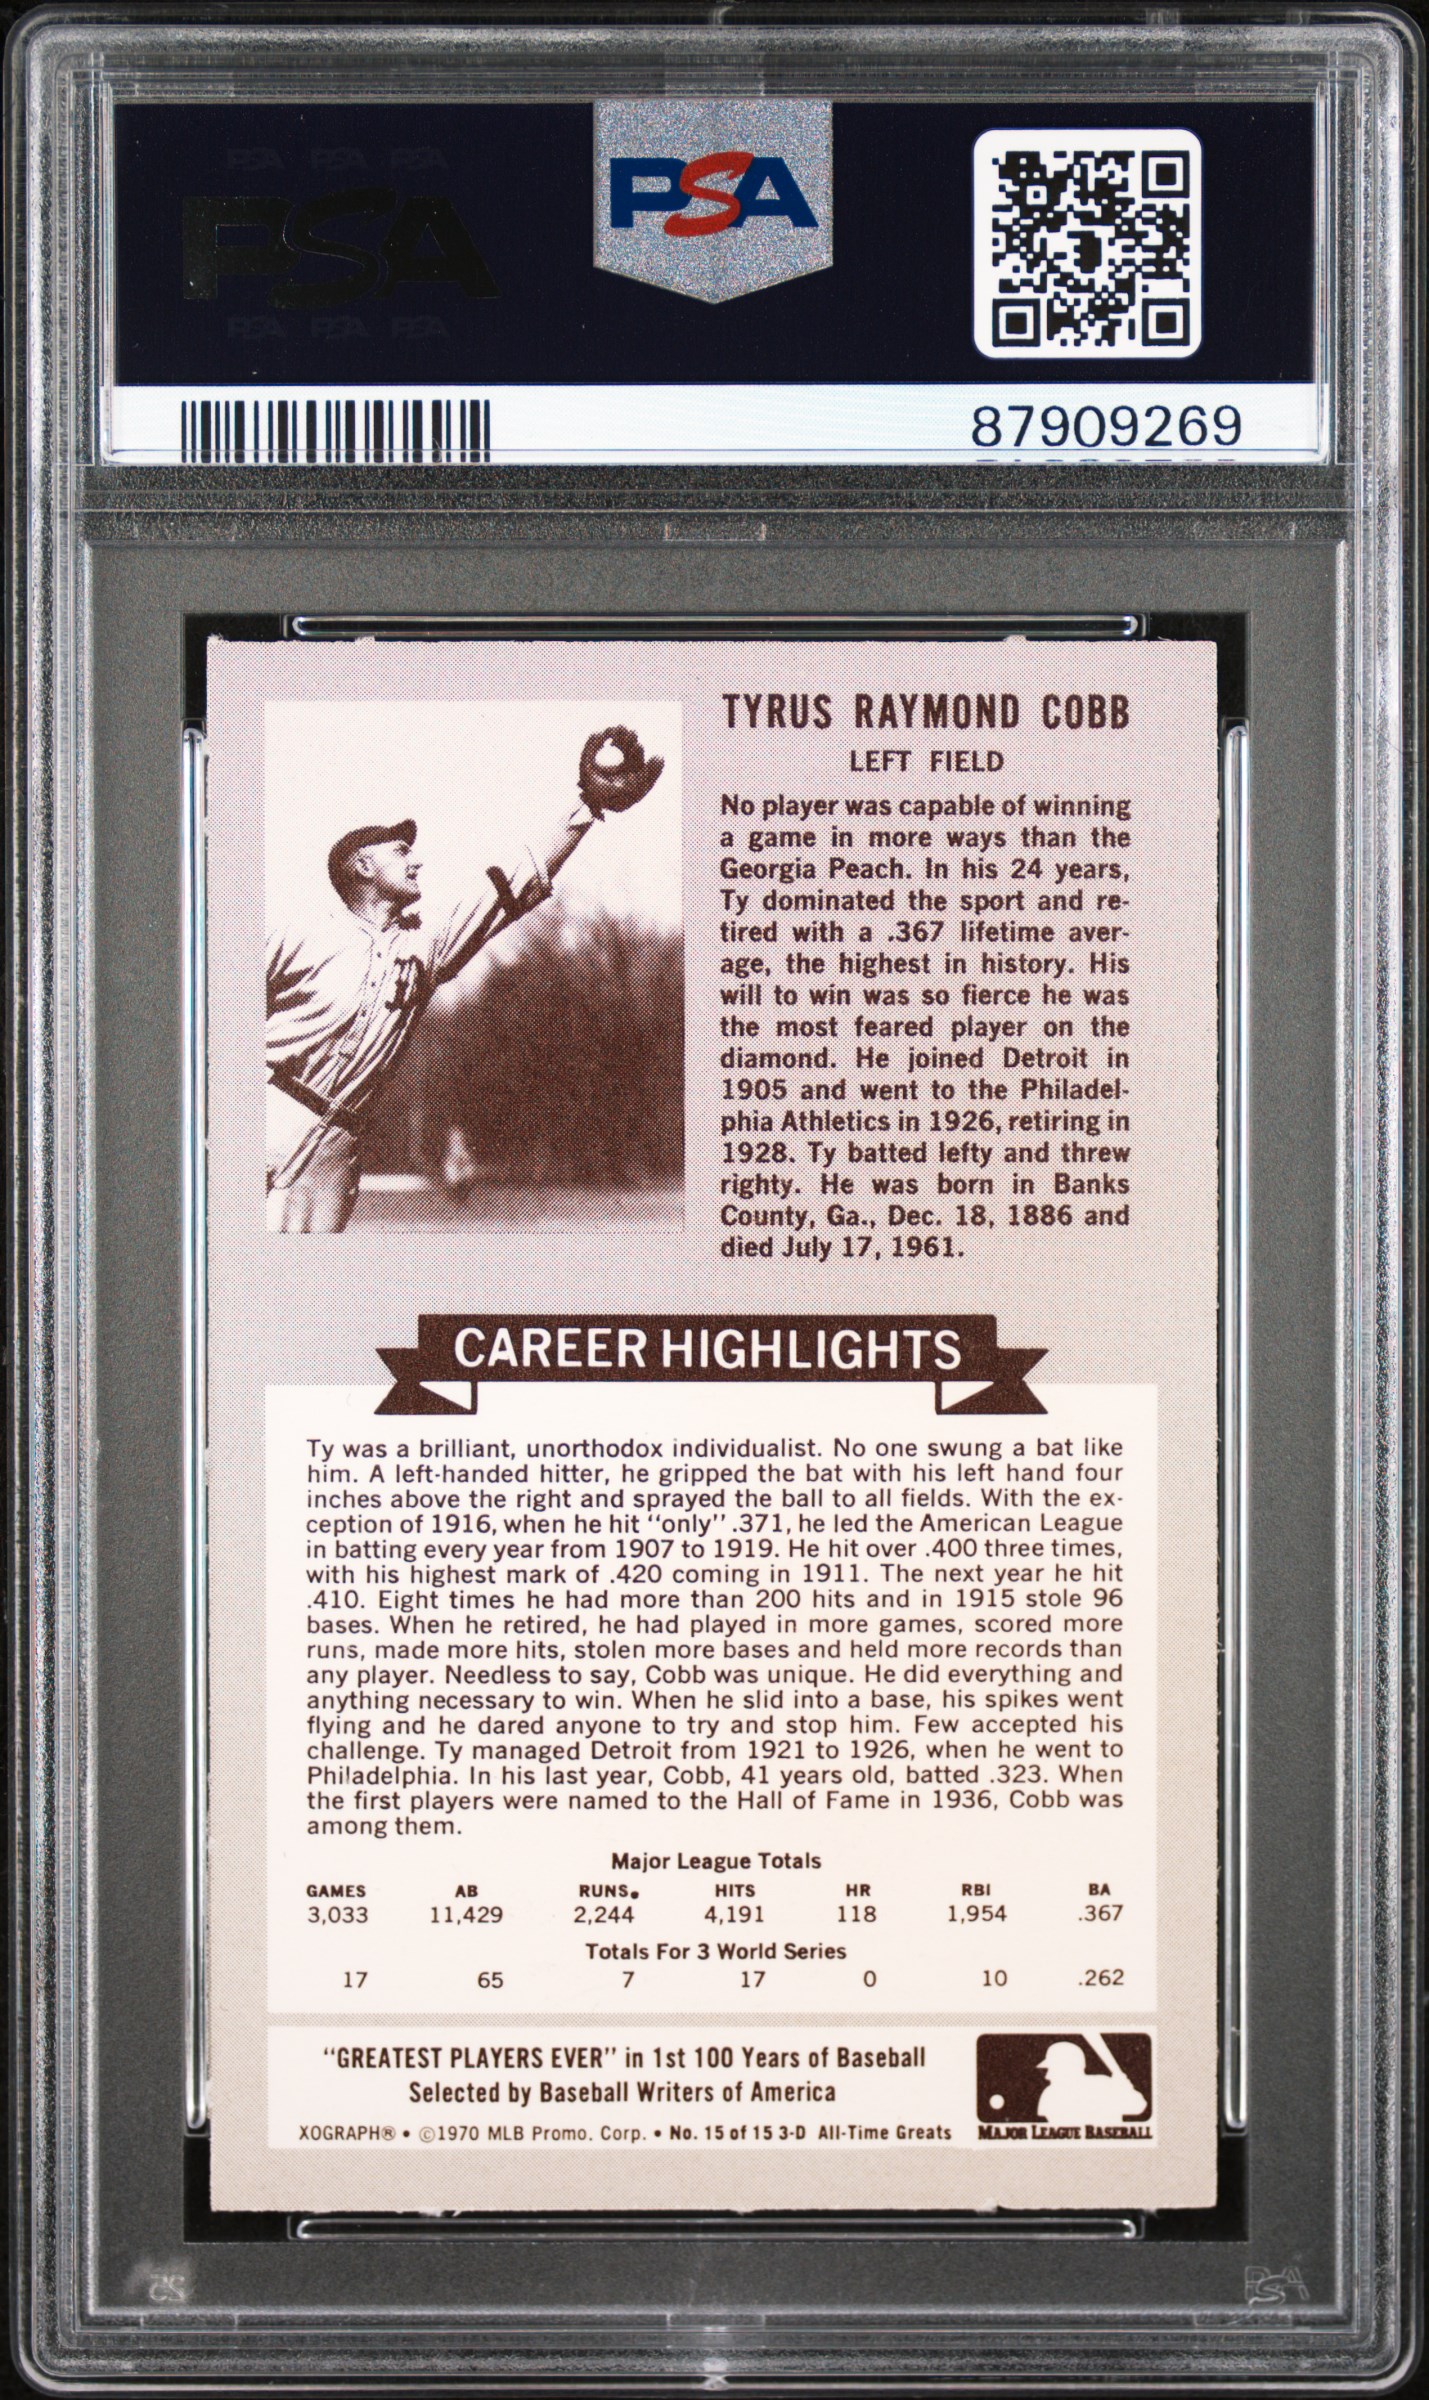 PSA PSA PSA
PSA
PSA PSA PSA
PSA
87909269
TYRUS RAYMOND COBB
LEFT FIELD
No player was capable of winning
a game in more ways than the
Georgia Peach. In his 24 years,
Ty dominated the sport and re-
tired with a .367 lifetime aver-
age, the highest in history. His
will to win was so fierce he was
the most feared player on the
diamond. He joined Detroit in
1905 and went to the Philadel-
phia Athletics in 1926, retiring in
1928. Ty batted lefty and threw
righty. He was born in Banks
County, Ga., Dec. 18, 1886 and
died July 17, 1961.
CAREER HIGHLIGHTS
Ty was a brilliant, unorthodox individualist. No one swung a bat like
him. A left-handed hitter, he gripped the bat with his left hand four
inches above the right and sprayed the ball to all fields. With the ex-
ception of 1916, when he hit "only" .371, he led the American League
in batting every year from 1907 to 1919. He hit over .400 three times,
with his highest mark of .420 coming in 1911. The next year he hit
.410. Eight times he had more than 200 hits and in 1915 stole 96
bases. When he retired, he had played in more games, scored more
runs, made more hits, stolen more bases and held more records than
any player. Needless to say, Cobb was unique. He did everything and
anything necessary to win. When he slid into a base, his spikes went
flying and he dared anyone to try and stop him. Few accepted his
challenge. Ty managed Detroit from 1921 to 1926, when he went to
Philadelphia. In his last year, Cobb, 41 years old, batted .323. When
the first players were named to the Hall of Fame in 1936, Cobb was
among them.
Major League Totals
GAMES AB RUNS. HITS HR RBI BA
3,033 11,429 2,244 4,191 118 1,954 .367
Totals For 3 World Series
17 65 7 17 0 10 .262
"GREATEST PLAYERS EVER" in 1st 100 Years of Baseball
Selected by Baseball Writers of America
XOGRAPH® • ©1970 MLB Promo. Corp. • No. 15 of 15 3-D All-Time Greats
MAJOR LEAGUE BASEBALL
PSA